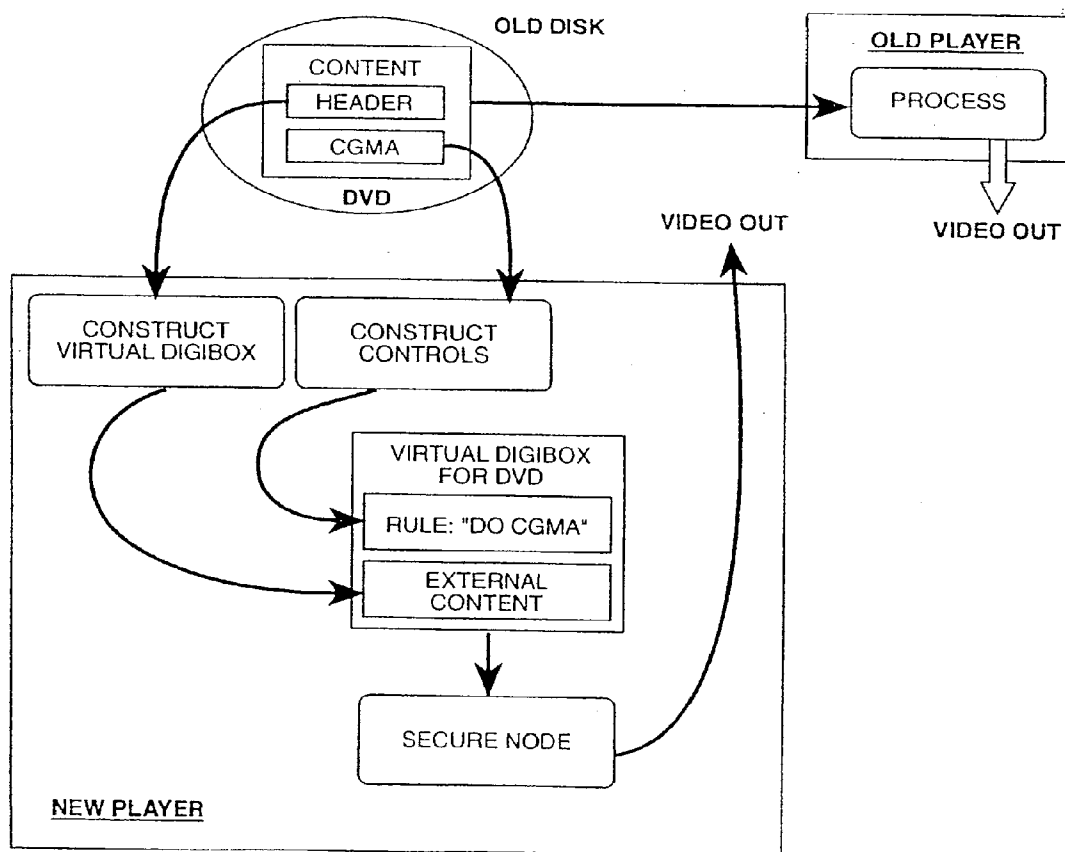 OLD DISK
CONTENT
HEADER
CGMA
DVD
OLD PLAYER
PROCESS
VIDEO OUT
VIDEO OUT
CONSTRUCT
VIRTUAL DIGIBOX
CONSTRUCT
CONTROLS
VIRTUAL DIGIBOX
FOR DVD
RULE: "DO CGMA"
EXTERNAL
CONTENT
SECURE NODE
NEW PLAYER